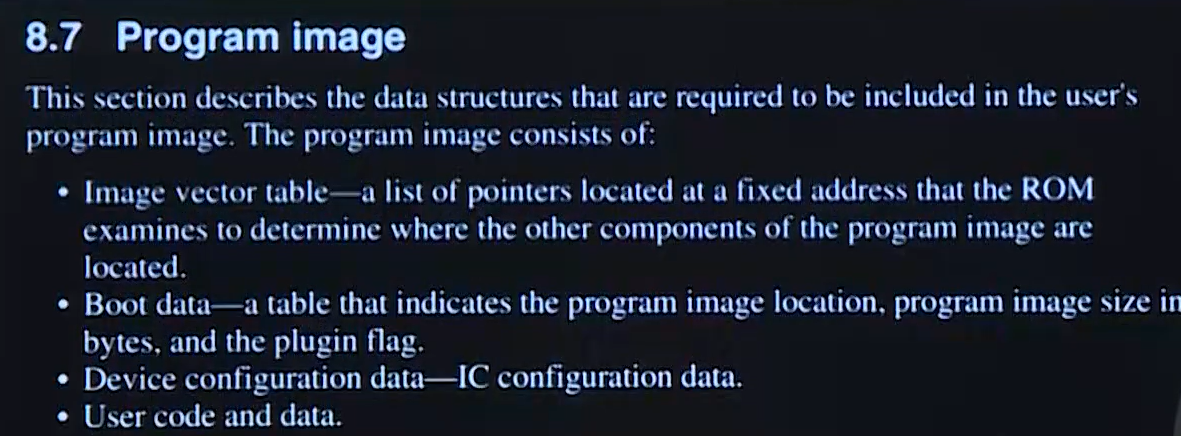 8.7 Program image
This section describes the data structures that are required to be included in the user's
program image. The program image consists of:
• Image vector table—a list of pointers located at a fixed address that the ROM
examines to determine where the other components of the program image are
located.
• Boot data—a table that indicates the program image location, program image size in
bytes, and the plugin flag.
• Device configuration data—IC configuration data.
• User code and data.